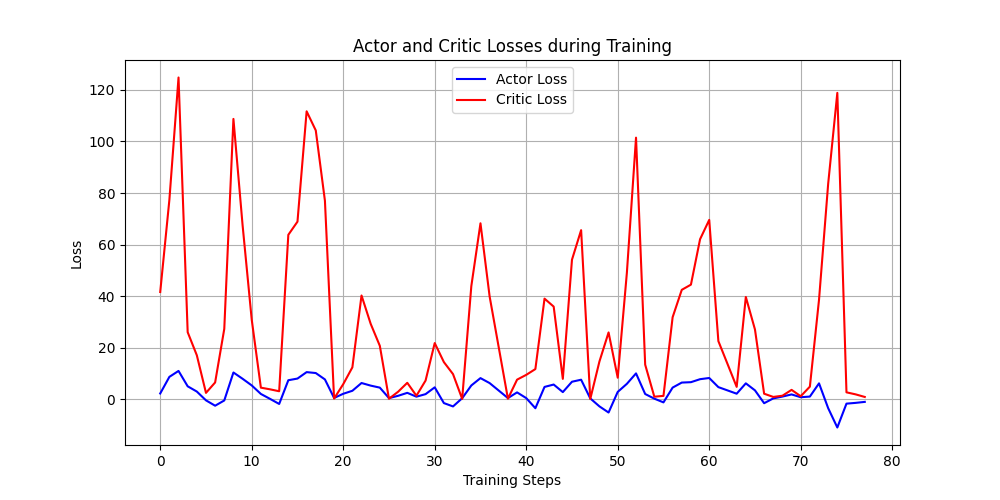 Actor and Critic Losses during Training
Actor Loss
Critic Loss
120
100
80
60
40
20
0
Loss
0 10 20 30 40 50 60 70 80
Training Steps